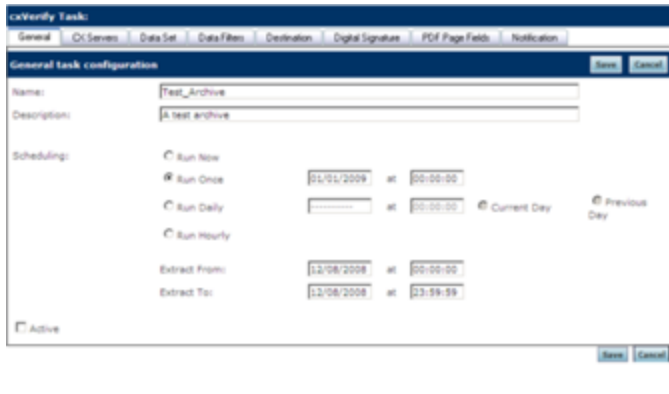 cxVerify Task:
General CX Servers Data Set Data Filters Destination Digital Signature PDF Page Fields Notification
General task configuration Save Cancel
Name: Test_Archive
Description: A test archive
Scheduling: Run Now
Run Once 01/01/2009 at 00:00:00
Run Daily ---------- at 00:00:00 Current Day Previous Day
Run Hourly
Extract From: 12/08/2008 at 00:00:00
Extract To: 12/08/2008 at 23:59:59
Active
Save Cancel